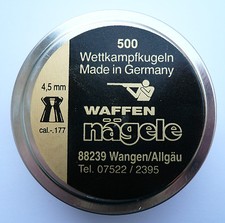 500
Wettkampfkugeln
Made in Germany
4,5 mm
cal.-.177
WAFFEN
nägele
88239 Wangen/Allgäu
Tel. 07522 / 2395